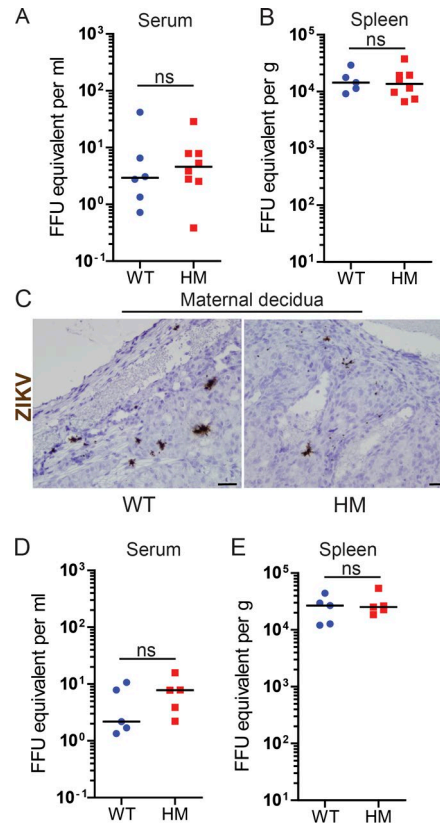 A
Serum
FFU equivalent per ml
10³
10²
10¹
10⁰
10⁻¹
ns
WT
HM
B
Spleen
FFU equivalent per g
10⁵
10⁴
10³
10²
10¹
ns
WT
HM
C
Maternal decidua
ZIKV
WT
HM
D
Serum
FFU equivalent per ml
10³
10²
10¹
10⁰
10⁻¹
ns
WT
HM
E
Spleen
FFU equivalent per g
10⁵
10⁴
10³
10²
10¹
ns
WT
HM